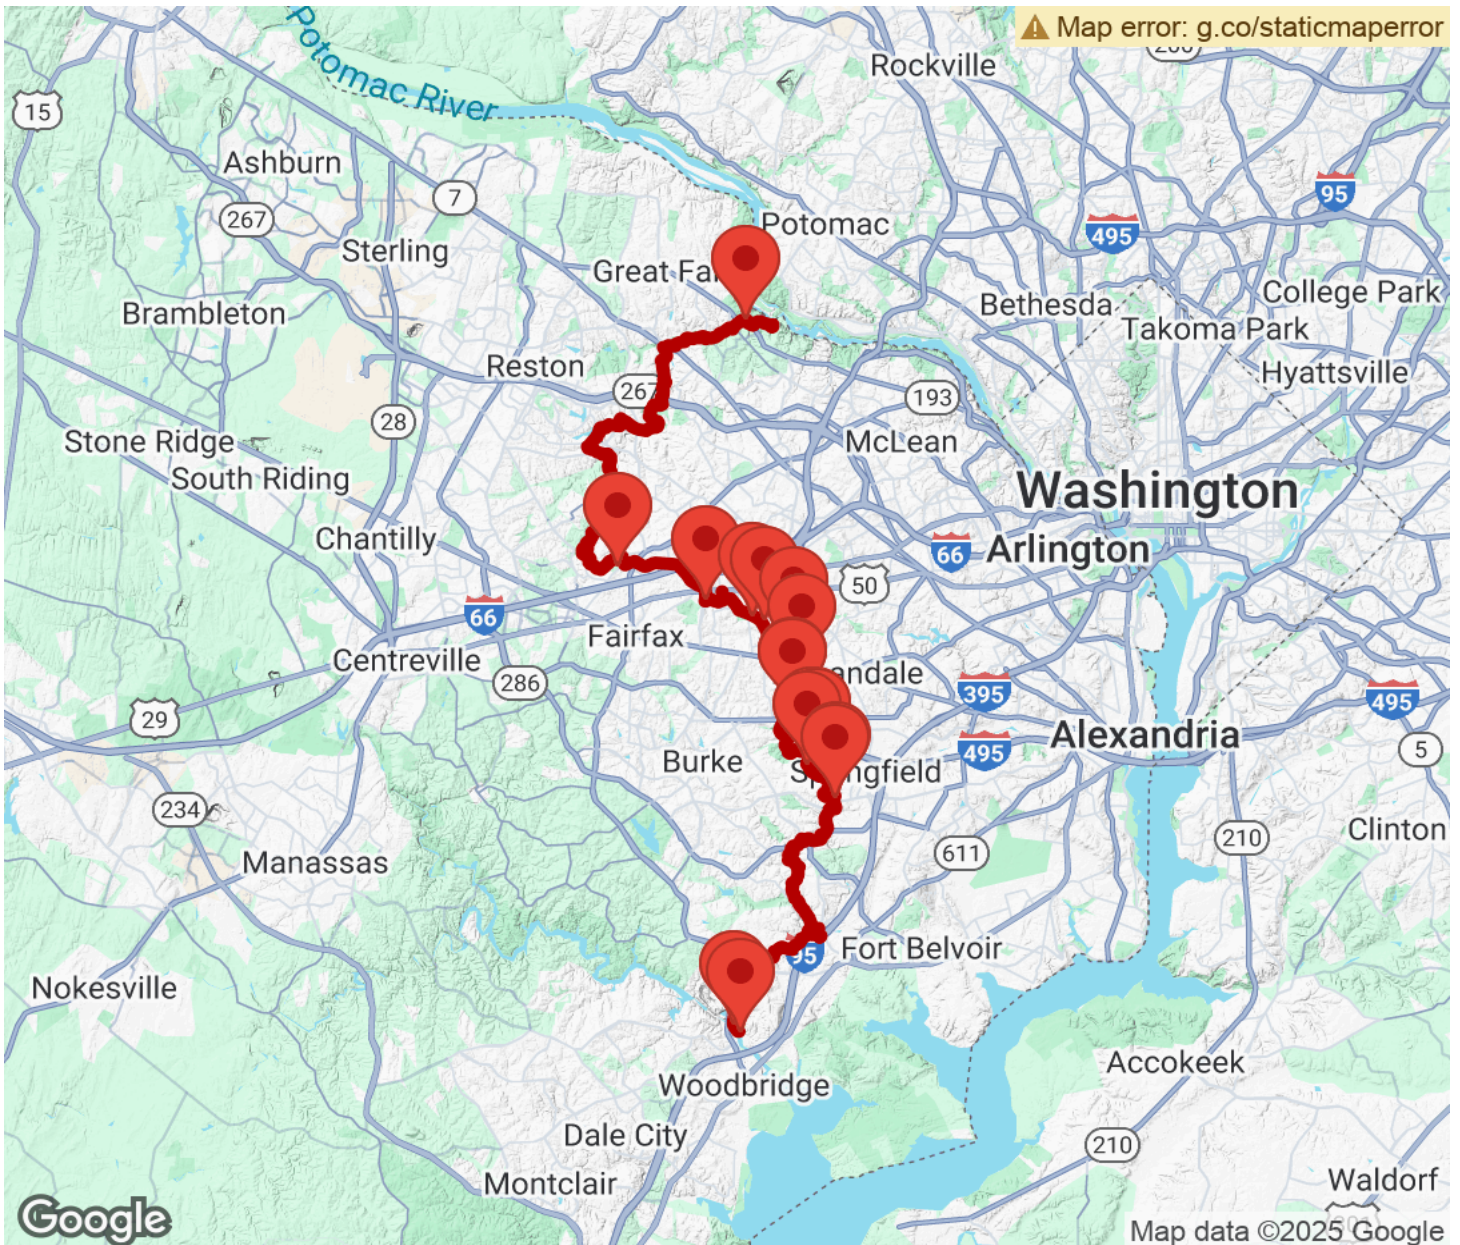 Map error: g.co/staticmaperror
Potomac River
Rockville
15
Ashburn
7
95
267
Potomac
495
Sterling
Great Fa
Brambleton
Bethesda
College Park
Takoma Park
Reston
267
193
Hyattsville
28
Stone Ridge
McLean
South Riding
Washington
Chantilly
66
Arlington
50
66
Fairfax
Centreville
286
andale
395
495
29
Alexandria
495
5
Burke
Springfield
234
Clinton
210
611
Manassas
95
Fort Belvoir
Nokesville
Accokeek
Woodbridge
Dale City
210
Montclair
Waldorf
Google
301
Map data ©2025 Google